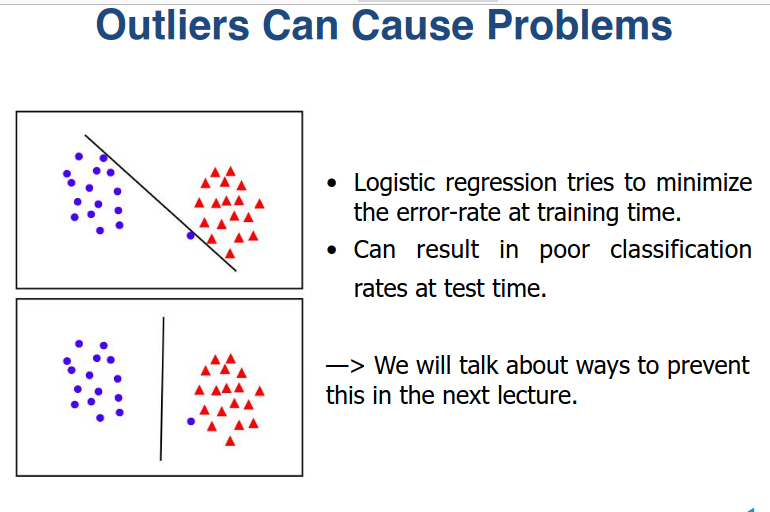 Outliers Can Cause Problems
• Logistic regression tries to minimize
the error-rate at training time.
• Can result in poor classification
rates at test time.
—> We will talk about ways to prevent
this in the next lecture.